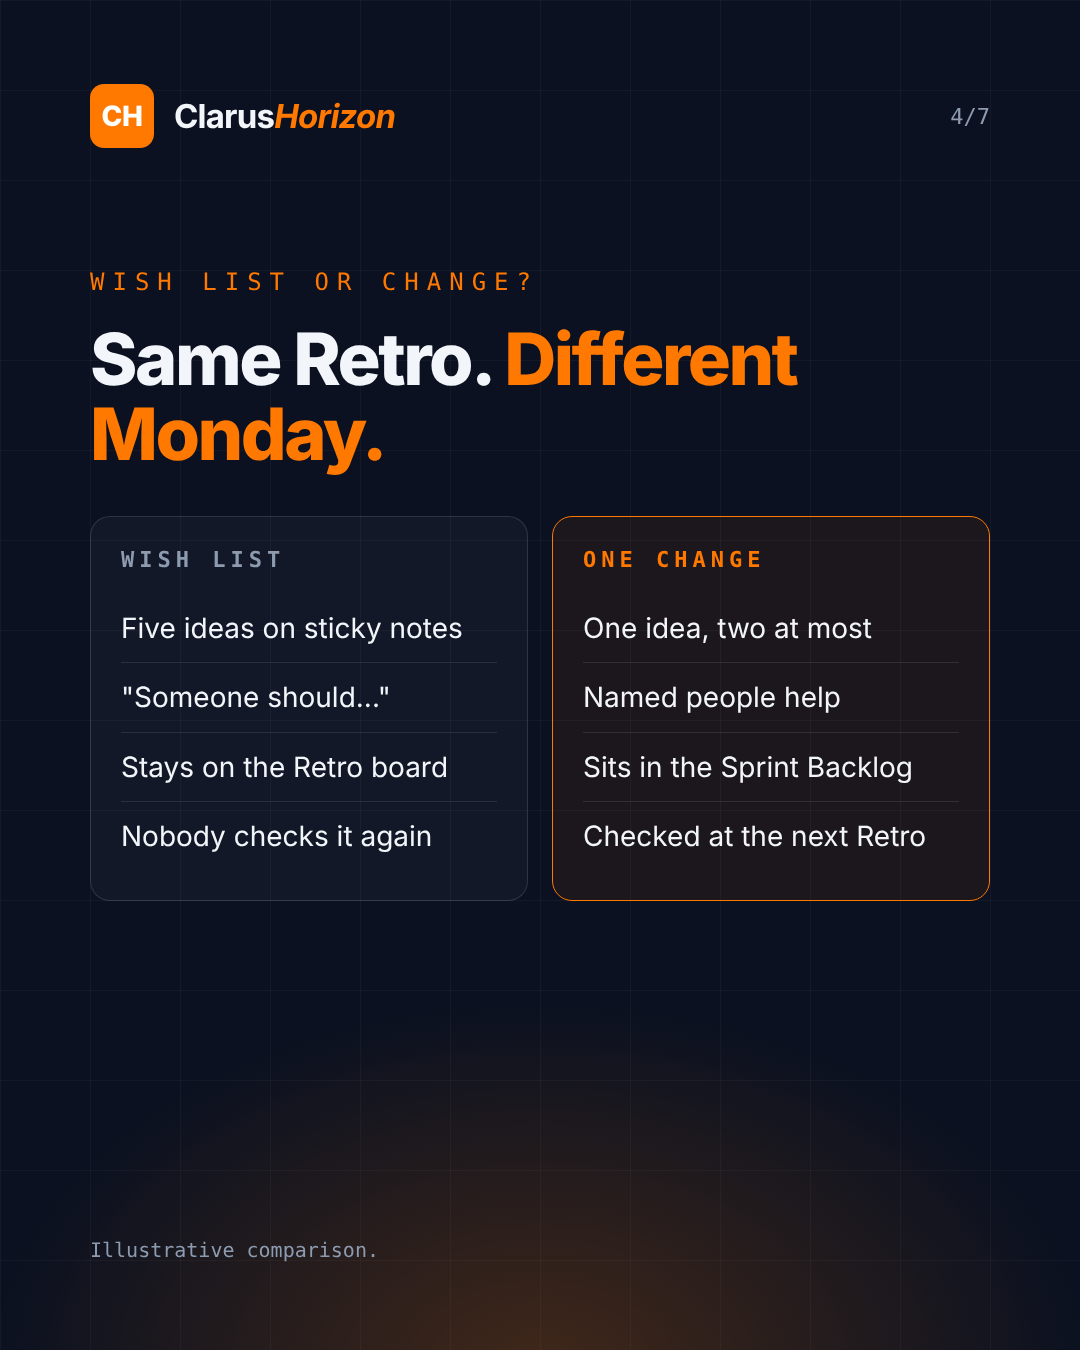 CH ClarusHorizon
4/7
WISH LIST OR CHANGE?
Same Retro. Different
Monday.
WISH LIST
Five ideas on sticky notes
"Someone should..."
Stays on the Retro board
Nobody checks it again
ONE CHANGE
One idea, two at most
Named people help
Sits in the Sprint Backlog
Checked at the next Retro
Illustrative comparison.